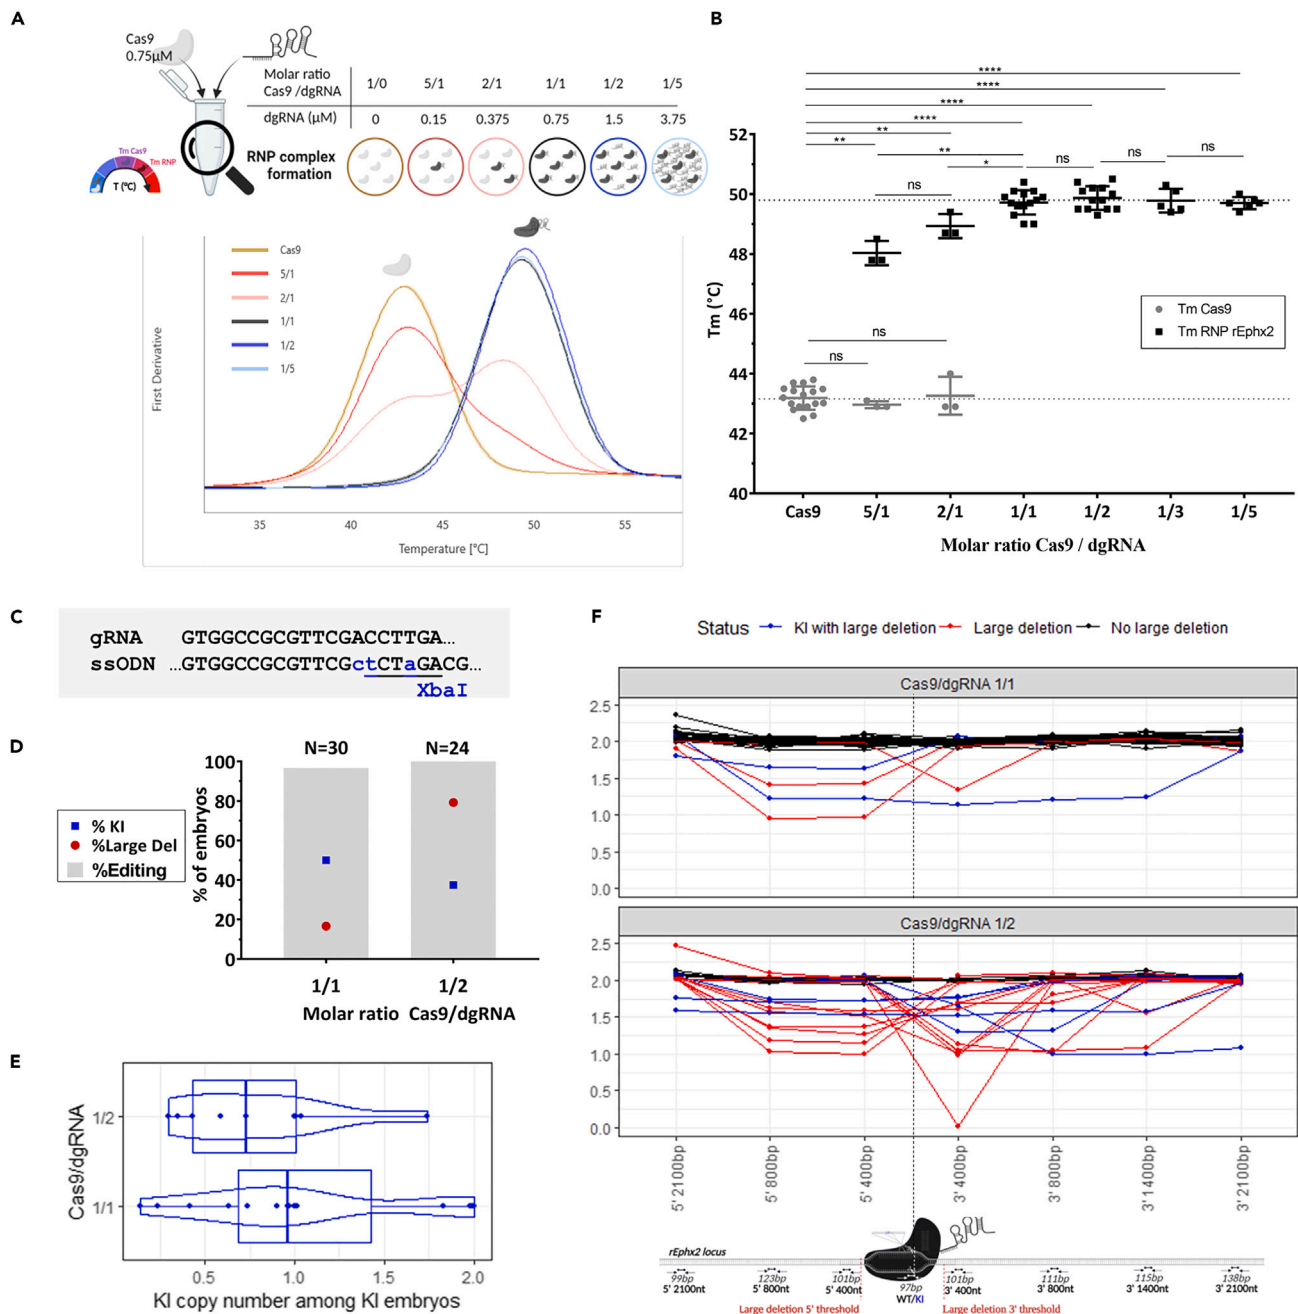 A
Cas9
0.75µM
Molar ratio
Cas9 /dgRNA
1/0 5/1 2/1 1/1 1/2 1/5
dgRNA (µM)
0 0.15 0.375 0.75 1.5 3.75
RNP complex
formation
Tm Cas9
Tm RNP
T (°C)
First Derivative
Cas9
5/1
2/1
1/1
1/2
1/5
35 40 45 50 55
Temperature [°C]
B
****
****
****
****
**
**
**
*
ns
ns
ns
ns
ns
ns
52
50
48
46
44
42
40
Tm (°C)
Tm Cas9
Tm RNP rEphx2
Cas9 5/1 2/1 1/1 1/2 1/3 1/5
Molar ratio Cas9 / dgRNA
C
gRNA GTGGCCGCGTTCGACCTTGA...
ssODN ...GTGGCCGCGTTCGctCTaGACG...
XbaI
D
N=30 N=24
100
80
60
40
20
0
% of embryos
% KI
%Large Del
%Editing
1/1 1/2
Molar ratio Cas9/dgRNA
E
Cas9/dgRNA
1/2
1/1
0.5 1.0 1.5 2.0
KI copy number among KI embryos
F
Status KI with large deletion Large deletion No large deletion
Cas9/dgRNA 1/1
2.5
2.0
1.5
1.0
0.5
0.0
Cas9/dgRNA 1/2
2.5
2.0
1.5
1.0
0.5
0.0
5' 2100bp 5' 800bp 5' 400bp 3' 400bp 3' 800bp 3' 1400bp 3' 2100bp
rEphx2 locus
99bp 123bp 101bp 97bp 101bp 111bp 115bp 138bp
5' 2100nt 5' 800nt 5' 400nt WT/KI 3' 400nt 3' 800nt 3' 1400nt 3' 2100nt
Large deletion 5' threshold Large deletion 3' threshold